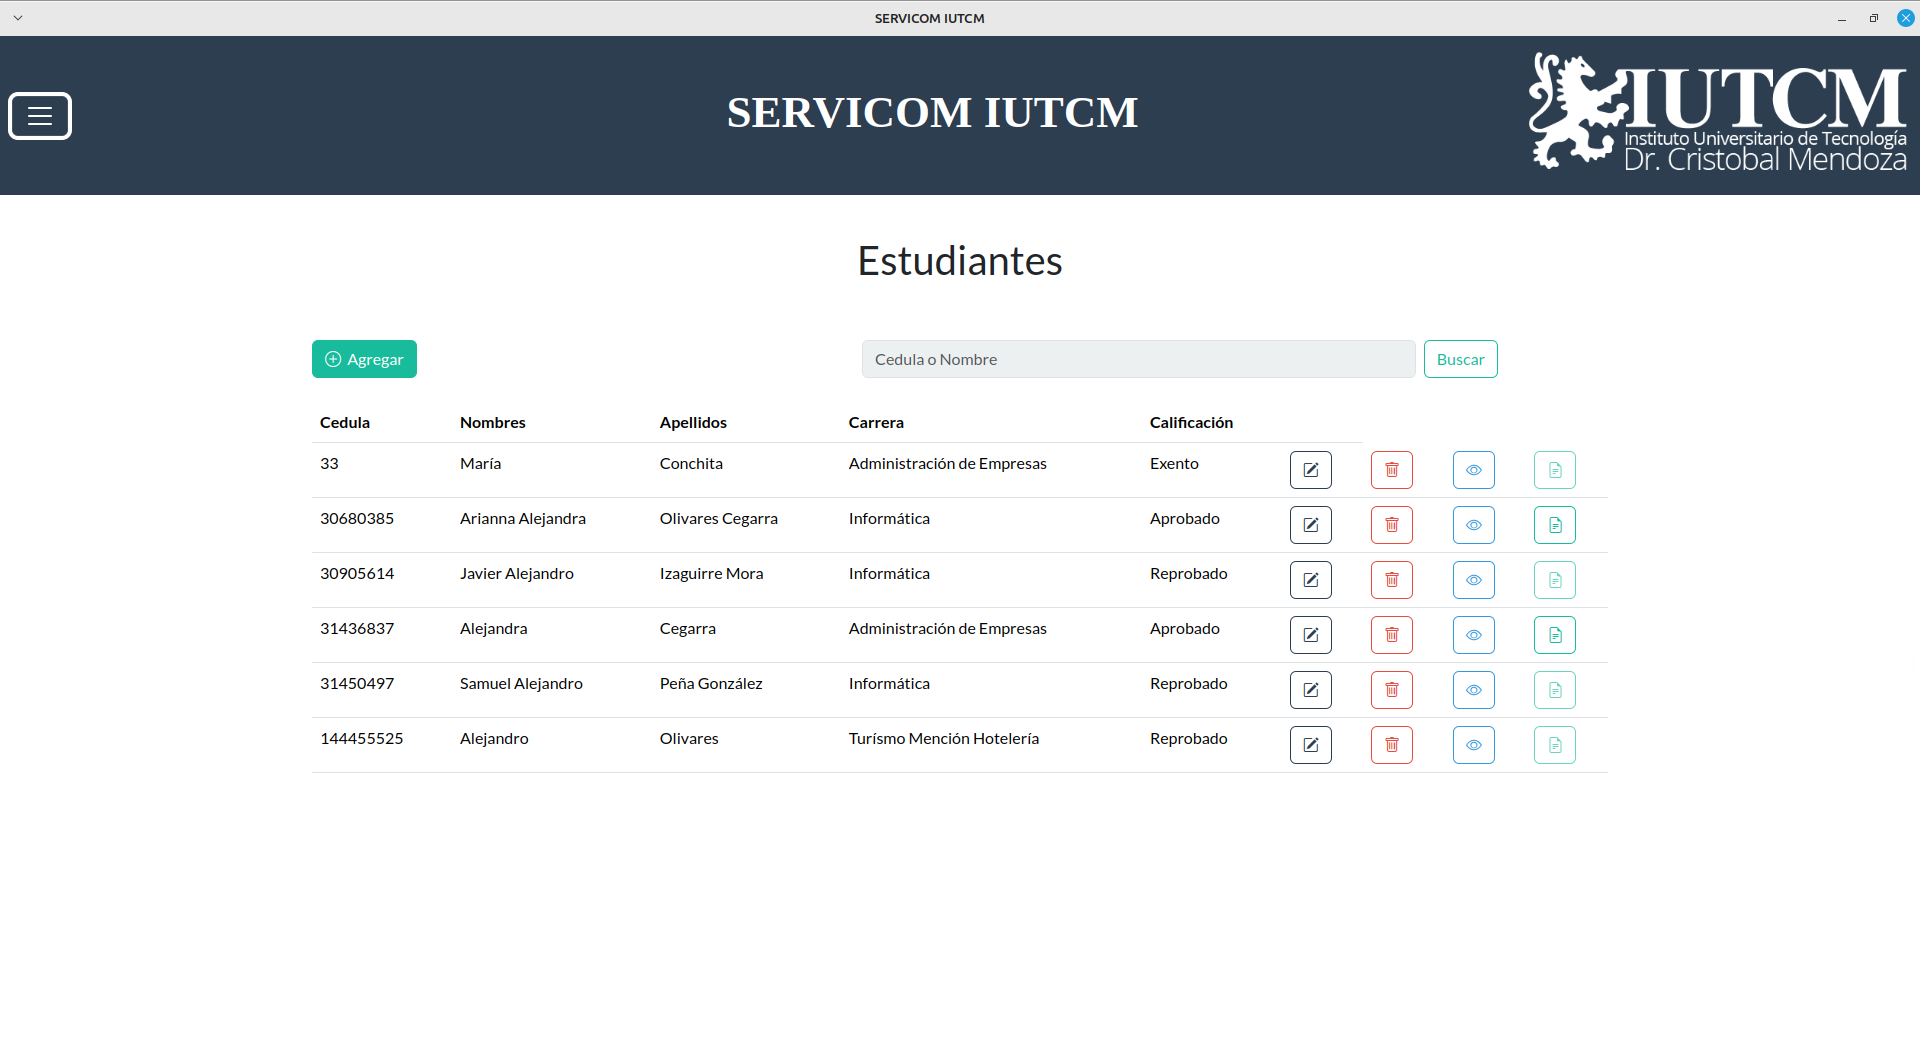 SERVICOM IUTCM
SERVICOM IUTCM
IUTCM
Instituto Universitario de Tecnología
Dr. Cristobal Mendoza
Estudiantes
Agregar
Cedula o Nombre
Buscar
Cedula Nombres Apellidos Carrera Calificación
33 María Conchita Administración de Empresas Exento
30680385 Arianna Alejandra Olivares Cegarra Informática Aprobado
30905614 Javier Alejandro Izaguirre Mora Informática Reprobado
31436837 Alejandra Cegarra Administración de Empresas Aprobado
31450497 Samuel Alejandro Peña González Informática Reprobado
144455525 Alejandro Olivares Turísmo Mención Hotelería Reprobado